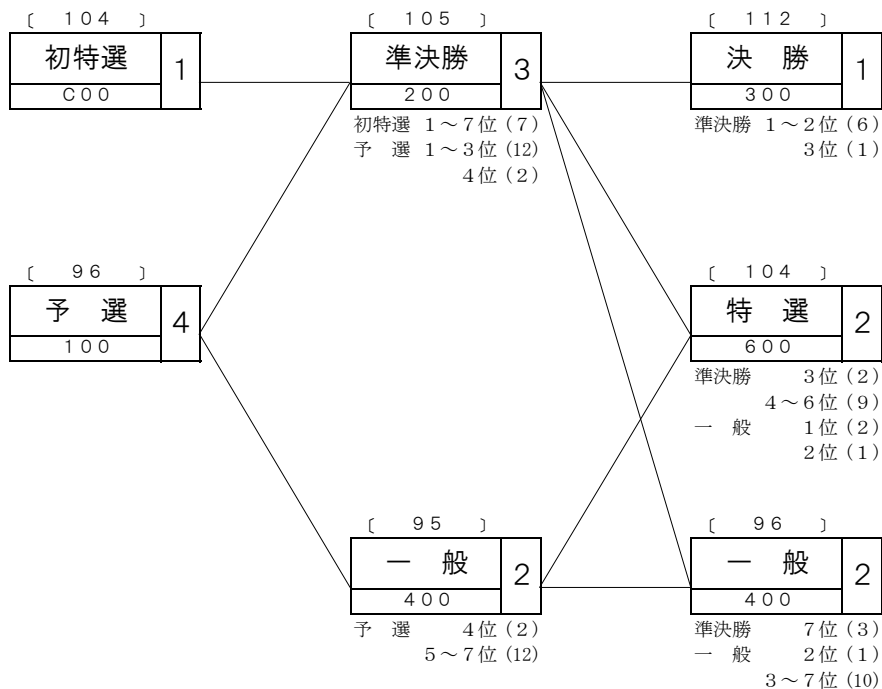 〔 104 〕
初特選 1
C00
〔 105 〕
準決勝 3
200
初特選 1～7位(7)
予 選 1～3位(12)
4位(2)
〔 112 〕
決 勝 1
300
準決勝 1～2位(6)
3位(1)
〔 96 〕
予 選 4
100
〔 104 〕
特 選 2
600
準決勝 3位(2)
4～6位(9)
一 般 1位(2)
2位(1)
〔 95 〕
一 般 2
400
予 選 4位(2)
5～7位(12)
〔 96 〕
一 般 2
400
準決勝 7位(3)
一 般 2位(1)
3～7位(10)